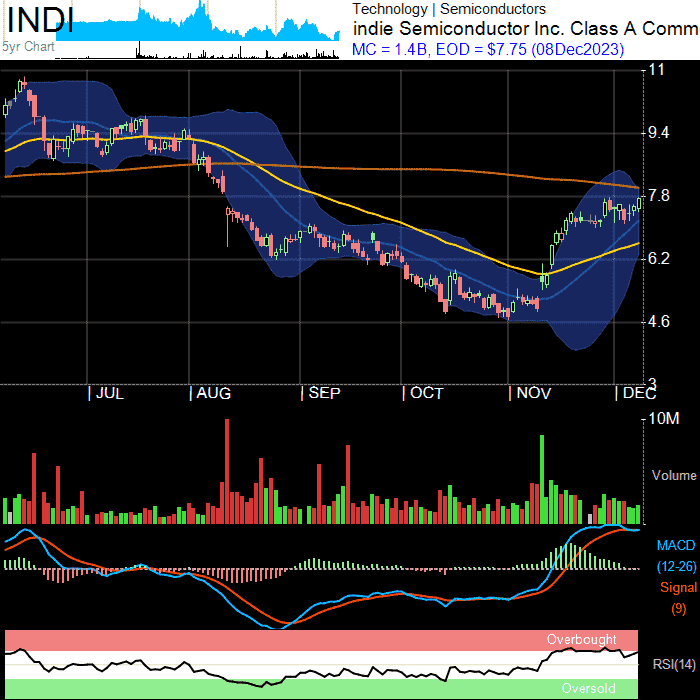 INDI
5yr Chart
Technology | Semiconductors
indie Semiconductor Inc. Class A Comm
MC = 1.4B, EOD = $7.75 (08Dec2023)
11
9.4
7.8
6.2
4.6
3
| JUL | AUG | SEP | OCT | NOV | DEC
10M
Volume
MACD
(12-26)
Signal
(9)
Overbought
RSI(14)
Oversold